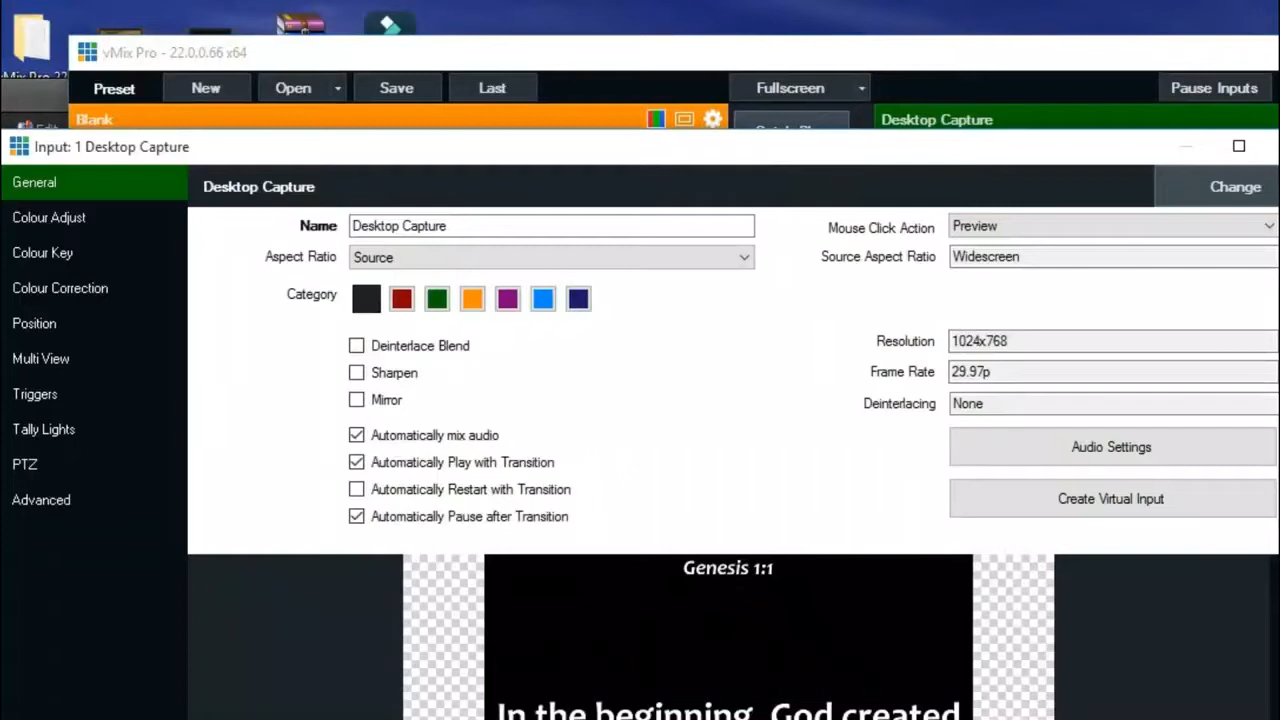 vMix Pro - 22.0.0.66 x64
Preset New Open Save Last Fullscreen Pause Inputs
Blank Desktop Capture
Input: 1 Desktop Capture
General
Desktop Capture Change
Colour Adjust
Colour Key
Colour Correction
Position
Multi View
Triggers
Tally Lights
PTZ
Advanced
Name Desktop Capture
Aspect Ratio Source
Category
Deinterlace Blend
Sharpen
Mirror
Automatically mix audio
Automatically Play with Transition
Automatically Restart with Transition
Automatically Pause after Transition
Mouse Click Action Preview
Source Aspect Ratio Widescreen
Resolution 1024x768
Frame Rate 29.97p
Deinterlacing None
Audio Settings
Create Virtual Input
Genesis 1:1
In the beginning, God created